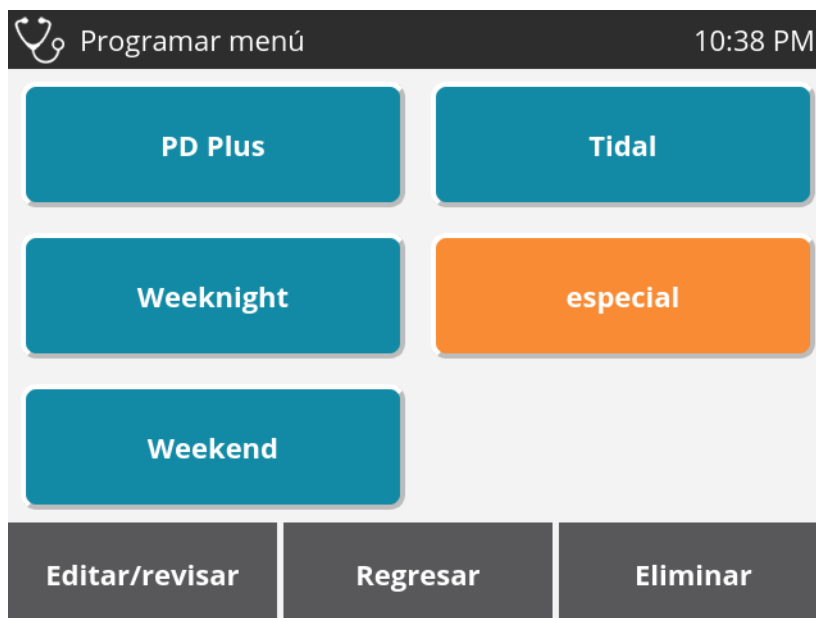 Programar menú 10:38 PM
PD Plus Tidal
Weeknight especial
Weekend
Editar/revisar Regresar Eliminar